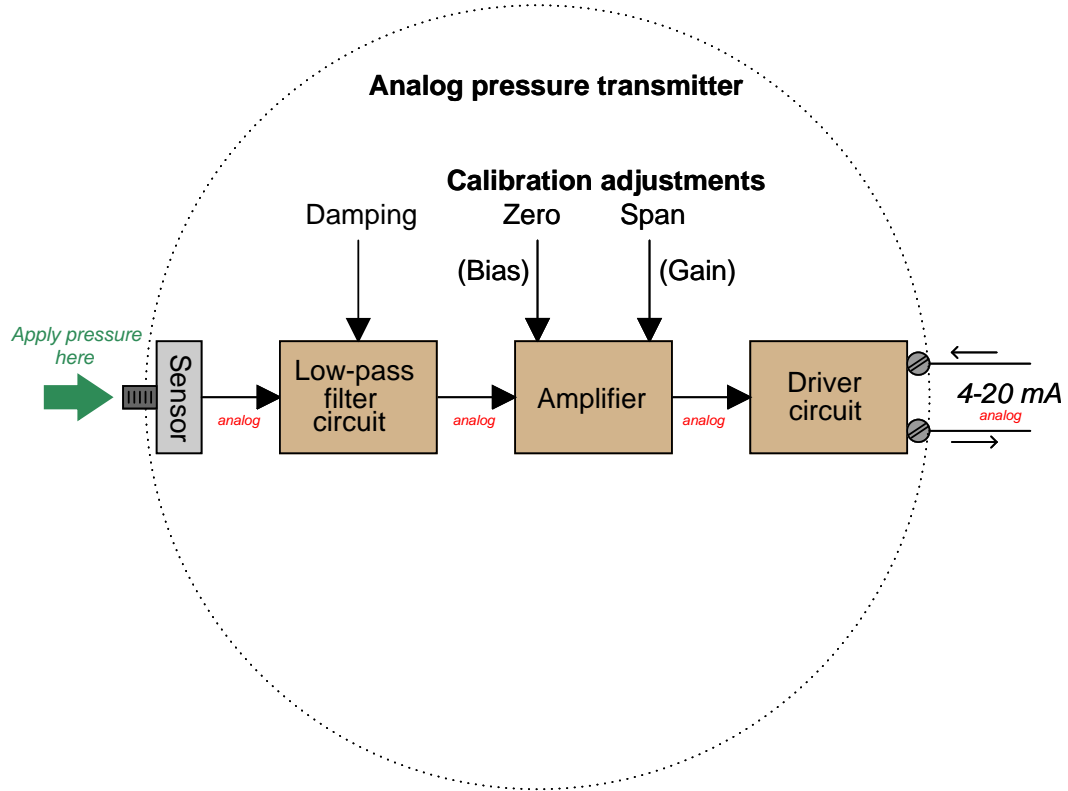 Analog pressure transmitter
Calibration adjustments
Damping
Zero
Span
(Bias)
(Gain)
Apply pressure
here
Sensor
analog
Low-pass
filter
circuit
analog
Amplifier
analog
Driver
circuit
4-20 mA
analog